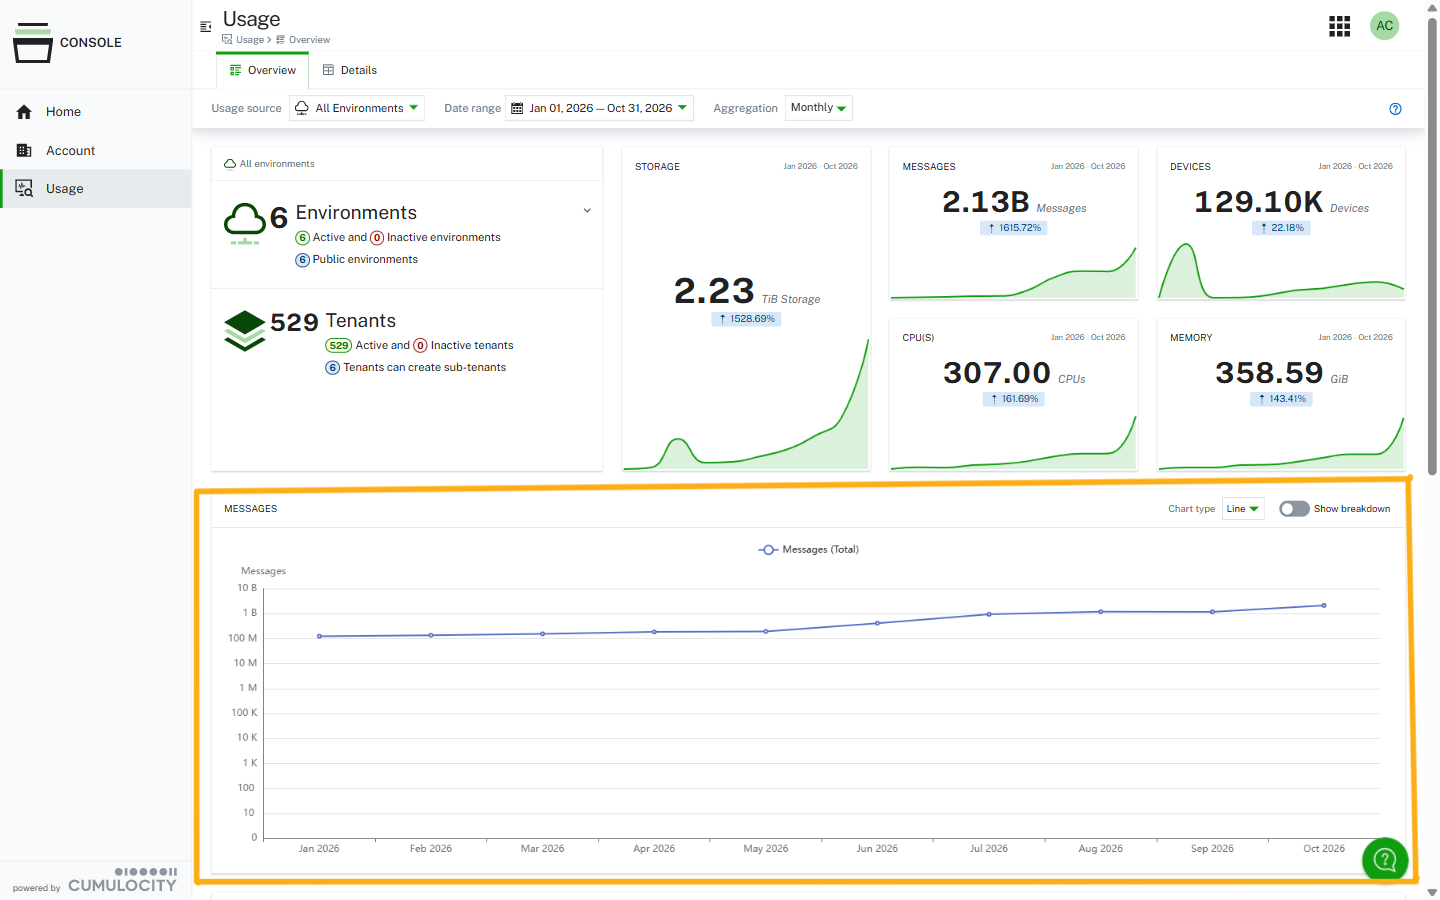 CONSOLE
Home
Account
Usage
powered by
CUMULOCITY
Usage
Usage > Overview
AC
Overview
Details
Usage source
All Environments
Date range
Jan 01, 2026 — Oct 31, 2026
Aggregation
Monthly
All environments
6 Environments
6 Active and 0 Inactive environments
6 Public environments
529 Tenants
529 Active and 0 Inactive tenants
6 Tenants can create sub-tenants
STORAGE
Jan 2026 - Oct 2026
2.23 TiB Storage
↑ 1528.69%
MESSAGES
Jan 2026 - Oct 2026
2.13B Messages
↑ 1615.72%
DEVICES
Jan 2026 - Oct 2026
129.10K Devices
↑ 22.18%
CPU(S)
Jan 2026 - Oct 2026
307.00 CPUs
↑ 161.69%
MEMORY
Jan 2026 - Oct 2026
358.59 GiB
↑ 143.41%
MESSAGES
Chart type
Line
Show breakdown
Messages (Total)
Messages
10 B
1 B
100 M
10 M
1 M
100 K
10 K
1 K
100
10
0
Jan 2026
Feb 2026
Mar 2026
Apr 2026
May 2026
Jun 2026
Jul 2026
Aug 2026
Sep 2026
Oct 2026